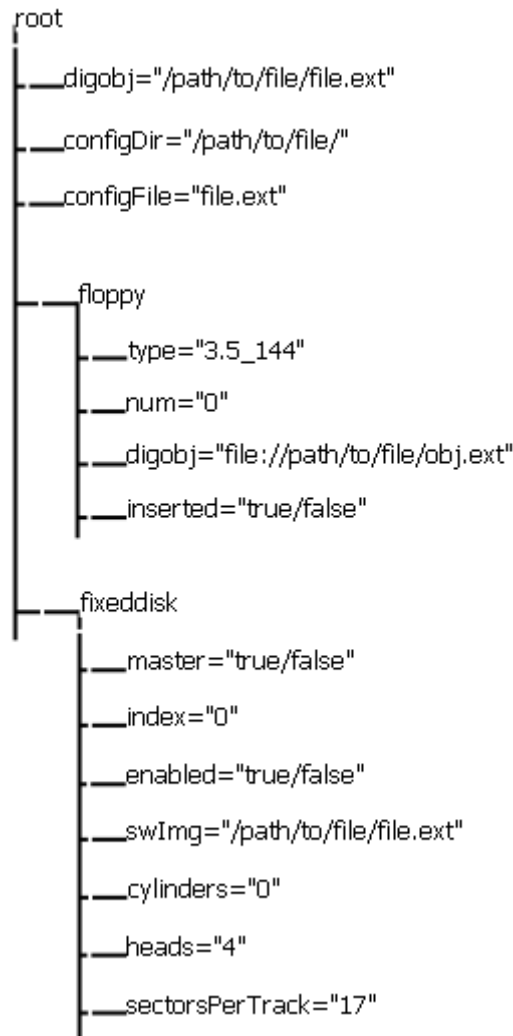 root
digobj="/path/to/file/file.ext"
configDir="/path/to/file/"
configFile="file.ext"
floppy
type="3.5_144"
num="0"
digobj="file://path/to/file/obj.ext"
inserted="true/false"
fixeddisk
master="true/false"
index="0"
enabled="true/false"
swImg="/path/to/file/file.ext"
cylinders="0"
heads="4"
sectorsPerTrack="17"